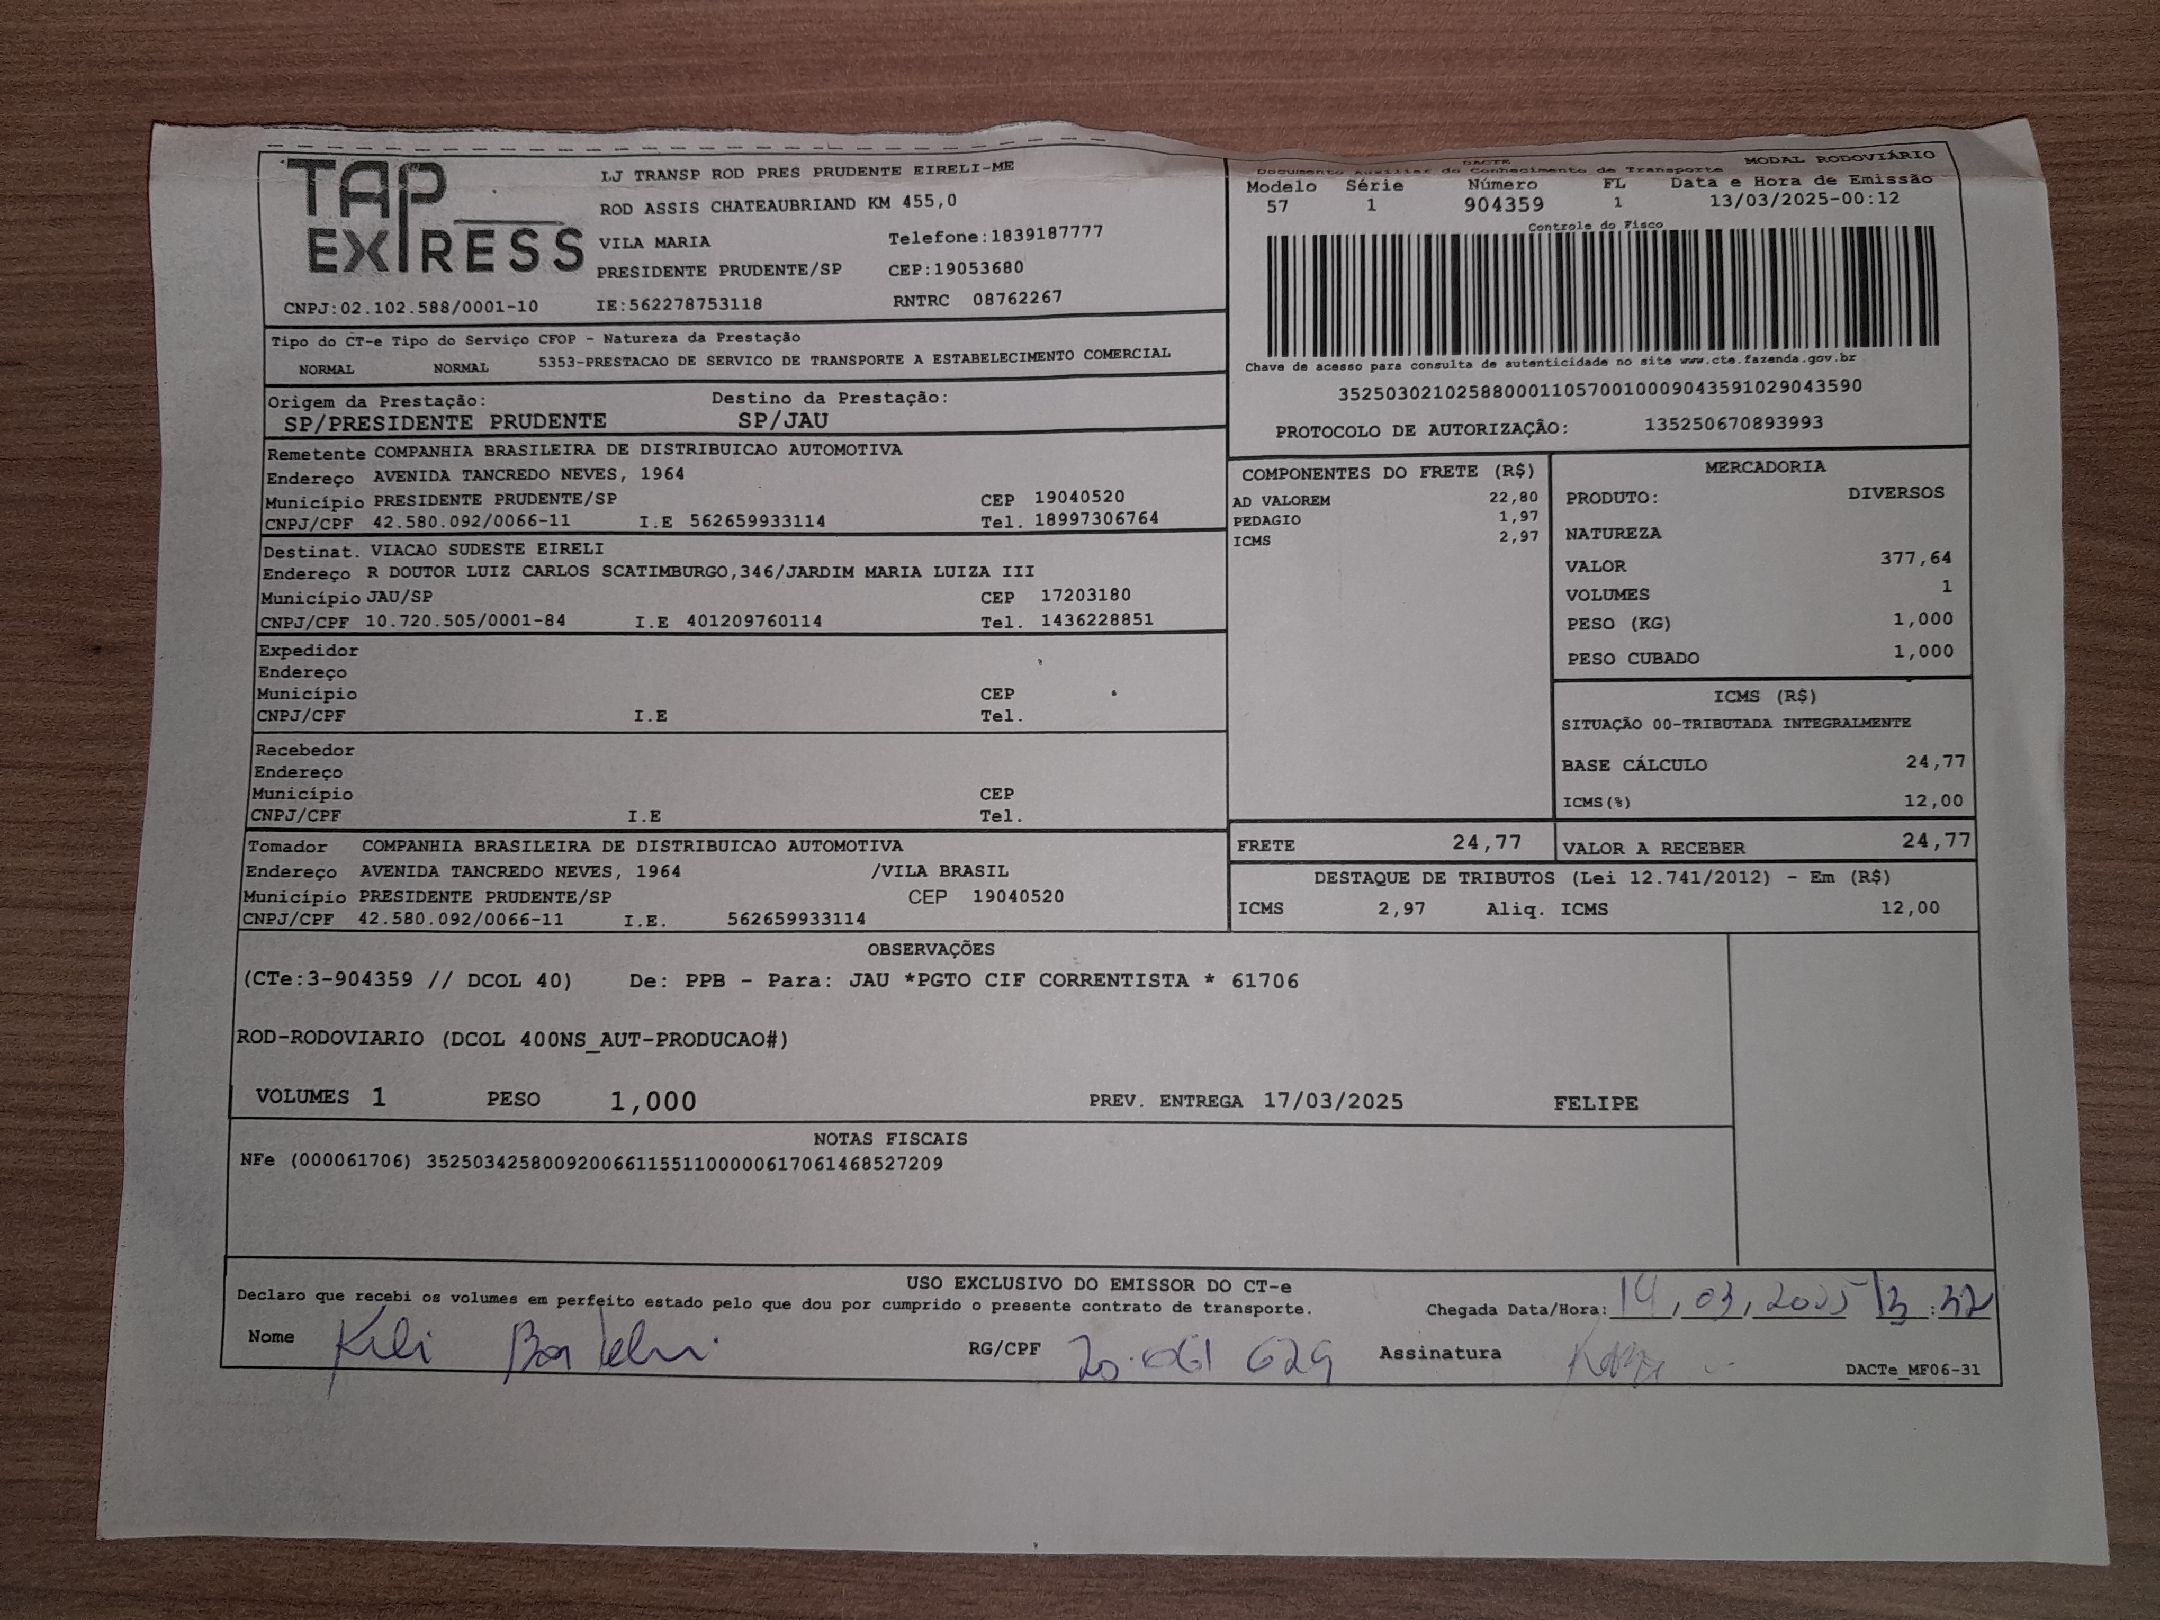 TAP EXPRESS
LJ TRANSP ROD PRES PRUDENTE EIRELI-ME
ROD ASSIS CHATEAUBRIAND KM 455,0
VILA MARIA Telefone:1839187777
PRESIDENTE PRUDENTE/SP CEP:19053680
CNPJ:02.102.588/0001-10 IE:562278753118 RNTRC 08762267
DACTE MODAL RODOVIÁRIO
Documento Auxiliar do Conhecimento de Transporte
Modelo Série Número FL Data e Hora de Emissão
57 1 904359 1 13/03/2025-00:12
Controle do Fisco
Chave de acesso para consulta de autenticidade no site www.cte.fazenda.gov.br
35250302102588000110570010009043591029043590
PROTOCOLO DE AUTORIZAÇÃO: 135250670893993
Tipo do CT-e Tipo do Serviço CFOP - Natureza da Prestação
NORMAL NORMAL 5353-PRESTACAO DE SERVICO DE TRANSPORTE A ESTABELECIMENTO COMERCIAL
Origem da Prestação: Destino da Prestação:
SP/PRESIDENTE PRUDENTE SP/JAU
Remetente COMPANHIA BRASILEIRA DE DISTRIBUICAO AUTOMOTIVA
Endereço AVENIDA TANCREDO NEVES, 1964
Município PRESIDENTE PRUDENTE/SP CEP 19040520
CNPJ/CPF 42.580.092/0066-11 I.E 562659933114 Tel. 18997306764
Destinat. VIACAO SUDESTE EIRELI
Endereço R DOUTOR LUIZ CARLOS SCATIMBURGO,346/JARDIM MARIA LUIZA III
Município JAU/SP CEP 17203180
CNPJ/CPF 10.720.505/0001-84 I.E 401209760114 Tel. 1436228851
Expedidor
Endereço
Município CEP
CNPJ/CPF I.E Tel.
Recebedor
Endereço
Município CEP
CNPJ/CPF I.E Tel.
Tomador COMPANHIA BRASILEIRA DE DISTRIBUICAO AUTOMOTIVA
Endereço AVENIDA TANCREDO NEVES, 1964 /VILA BRASIL
Município PRESIDENTE PRUDENTE/SP CEP 19040520
CNPJ/CPF 42.580.092/0066-11 I.E. 562659933114
COMPONENTES DO FRETE (R$)
AD VALOREM 22,80
PEDAGIO 1,97
ICMS 2,97
MERCADORIA
PRODUTO: DIVERSOS
NATUREZA
VALOR 377,64
VOLUMES 1
PESO (KG) 1,000
PESO CUBADO 1,000
ICMS (R$)
SITUAÇÃO 00-TRIBUTADA INTEGRALMENTE
BASE CÁLCULO 24,77
ICMS(%) 12,00
FRETE 24,77 VALOR A RECEBER 24,77
DESTAQUE DE TRIBUTOS (Lei 12.741/2012) - Em (R$)
ICMS 2,97 Aliq. ICMS 12,00
OBSERVAÇÕES
(CTe:3-904359 // DCOL 40) De: PPB - Para: JAU *PGTO CIF CORRENTISTA * 61706
ROD-RODOVIARIO (DCOL 400NS_AUT-PRODUCAO#)
VOLUMES 1 PESO 1,000 PREV. ENTREGA 17/03/2025 FELIPE
NOTAS FISCAIS
NFe (000061706) 35250342580092006611551100000617061468527209
USO EXCLUSIVO DO EMISSOR DO CT-e
Declaro que recebi os volumes em perfeito estado pelo que dou por cumprido o presente contrato de transporte.
Chegada Data/Hora: 14,03,2025 13:32
Nome RG/CPF 20.061 629 Assinatura
DACTe_MF06-31